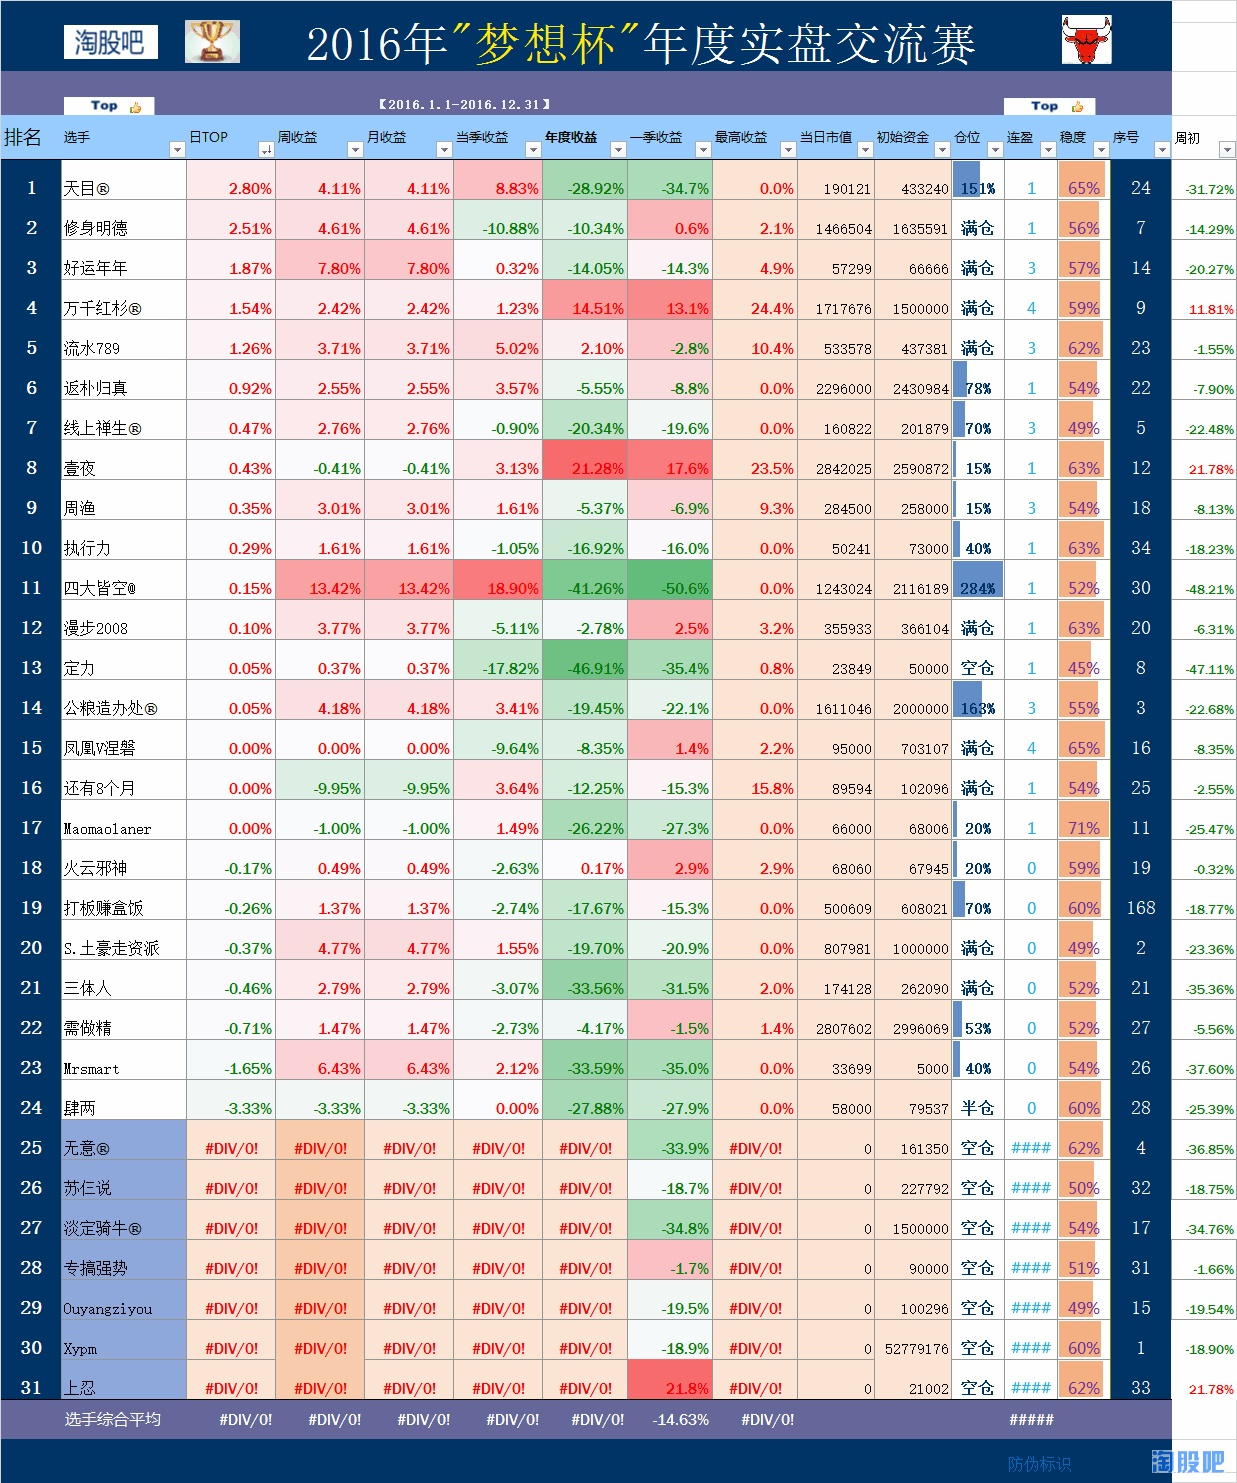 淘股吧 2016年"梦想杯"年度实盘交流赛
Top 【2016.1.1-2016.12.31】 Top
排名 选手 日TOP 周收益 月收益 当季收益 年度收益 一季收益 最高收益 当日市值 初始资金 仓位 连盈 稳度 序号 周初
1 天目® 2.80% 4.11% 4.11% 8.83% -28.92% -34.7% 0.0% 190121 433240 151% 1 65% 24 -31.72%
2 修身明德 2.51% 4.61% 4.61% -10.88% -10.34% 0.6% 2.1% 1466504 1635591 满仓 1 56% 7 -14.29%
3 好运年年 1.87% 7.80% 7.80% 0.32% -14.05% -14.3% 4.9% 57299 66666 满仓 3 57% 14 -20.27%
4 万千红杉® 1.54% 2.42% 2.42% 1.23% 14.51% 13.1% 24.4% 1717676 1500000 满仓 4 59% 9 11.81%
5 流水789 1.26% 3.71% 3.71% 5.02% 2.10% -2.8% 10.4% 533578 437381 满仓 3 62% 23 -1.55%
6 返朴归真 0.92% 2.55% 2.55% 3.57% -5.55% -8.8% 0.0% 2296000 2430984 78% 1 54% 22 -7.90%
7 线上禅生® 0.47% 2.76% 2.76% -0.90% -20.34% -19.6% 0.0% 160822 201879 70% 3 49% 5 -22.48%
8 壹夜 0.43% -0.41% -0.41% 3.13% 21.28% 17.6% 23.5% 2842025 2590872 15% 1 63% 12 21.78%
9 周渔 0.35% 3.01% 3.01% 1.61% -5.37% -6.9% 9.3% 284500 258000 15% 3 54% 18 -8.13%
10 执行力 0.29% 1.61% 1.61% -1.05% -16.92% -16.0% 0.0% 50241 73000 40% 1 63% 34 -18.23%
11 四大皆空@ 0.15% 13.42% 13.42% 18.90% -41.26% -50.6% 0.0% 1243024 2116189 284% 1 52% 30 -48.21%
12 漫步2008 0.10% 3.77% 3.77% -5.11% -2.78% 2.5% 3.2% 355933 366104 满仓 1 63% 20 -6.31%
13 定力 0.05% 0.37% 0.37% -17.82% -46.91% -35.4% 0.8% 23849 50000 空仓 1 45% 8 -47.11%
14 公粮造办处® 0.05% 4.18% 4.18% 3.41% -19.45% -22.1% 0.0% 1611046 2000000 163% 3 55% 3 -22.68%
15 凤凰V涅磐 0.00% 0.00% 0.00% -9.64% -8.35% 1.4% 2.2% 95000 703107 满仓 4 65% 16 -8.35%
16 还有8个月 0.00% -9.95% -9.95% 3.64% -12.25% -15.3% 15.8% 89594 102096 满仓 1 54% 25 -2.55%
17 Maomaolaner 0.00% -1.00% -1.00% 1.49% -26.22% -27.3% 0.0% 66000 68006 20% 1 71% 11 -25.47%
18 火云邪神 -0.17% 0.49% 0.49% -2.63% 0.17% 2.9% 2.9% 68060 67945 20% 0 59% 19 -0.32%
19 打板赚盒饭 -0.26% 1.37% 1.37% -2.74% -17.67% -15.3% 0.0% 500609 608021 70% 0 60% 168 -18.77%
20 S.土豪走资派 -0.37% 4.77% 4.77% 1.55% -19.70% -20.9% 0.0% 807981 1000000 满仓 0 49% 2 -23.36%
21 三体人 -0.46% 2.79% 2.79% -3.07% -33.56% -31.5% 2.0% 174128 262090 满仓 0 52% 21 -35.36%
22 需做精 -0.71% 1.47% 1.47% -2.73% -4.17% -1.5% 1.4% 2807602 2996069 53% 0 52% 27 -5.56%
23 Mrsmart -1.65% 6.43% 6.43% 2.12% -33.59% -35.0% 0.0% 33699 5000 40% 0 54% 26 -37.60%
24 肆两 -3.33% -3.33% -3.33% 0.00% -27.88% -27.9% 0.0% 58000 79537 半仓 0 60% 28 -25.39%
25 无意® #DIV/0! #DIV/0! #DIV/0! #DIV/0! #DIV/0! -33.9% #DIV/0! 0 161350 空仓 #### 62% 4 -36.85%
26 苏仨说 #DIV/0! #DIV/0! #DIV/0! #DIV/0! #DIV/0! -18.7% #DIV/0! 0 227792 空仓 #### 50% 32 -18.75%
27 淡定骑牛® #DIV/0! #DIV/0! #DIV/0! #DIV/0! #DIV/0! -34.8% #DIV/0! 0 1500000 空仓 #### 54% 17 -34.76%
28 专搞强势 #DIV/0! #DIV/0! #DIV/0! #DIV/0! #DIV/0! -1.7% #DIV/0! 0 90000 空仓 #### 51% 31 -1.66%
29 Ouyangziyou #DIV/0! #DIV/0! #DIV/0! #DIV/0! #DIV/0! -19.5% #DIV/0! 0 100296 空仓 #### 49% 15 -19.54%
30 Xypm #DIV/0! #DIV/0! #DIV/0! #DIV/0! #DIV/0! -18.9% #DIV/0! 0 52779176 空仓 #### 60% 1 -18.90%
31 上忍 #DIV/0! #DIV/0! #DIV/0! #DIV/0! #DIV/0! 21.8% #DIV/0! 0 21002 空仓 #### 62% 33 21.78%
选手综合平均 #DIV/0! #DIV/0! #DIV/0! #DIV/0! #DIV/0! -14.63% #DIV/0! #####
防伪标识 淘股吧